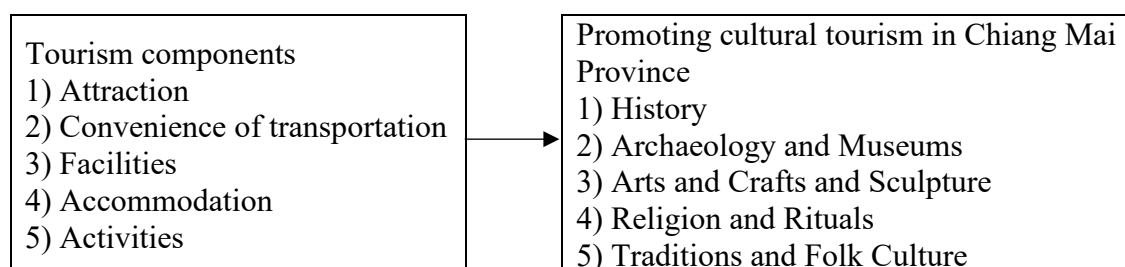 Tourism components
1) Attraction
2) Convenience of transportation
3) Facilities
4) Accommodation
5) Activities
Promoting cultural tourism in Chiang Mai
Province
1) History
2) Archaeology and Museums
3) Arts and Crafts and Sculpture
4) Religion and Rituals
5) Traditions and Folk Culture